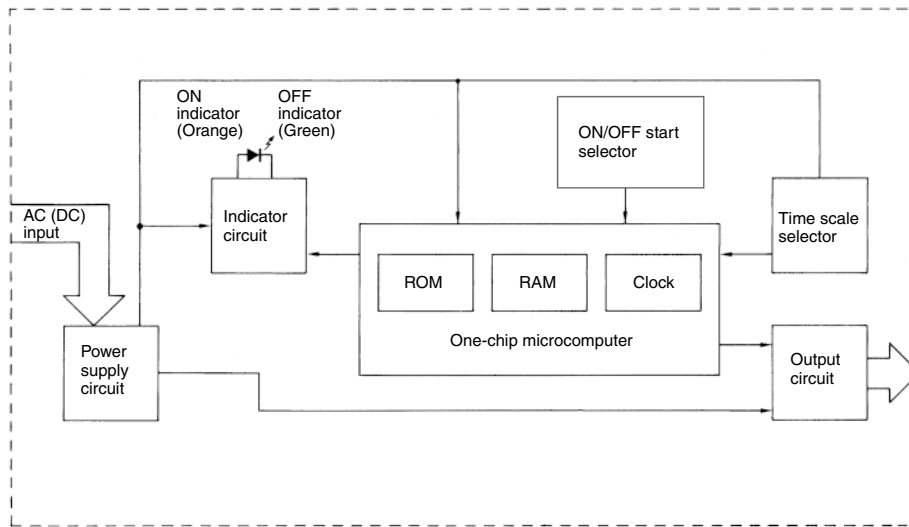 ON
indicator
(Orange)
OFF
indicator
(Green)
ON/OFF start
selector
AC (DC)
input
Indicator
circuit
Time scale
selector
ROM
RAM
Clock
One-chip microcomputer
Power
supply
circuit
Output
circuit